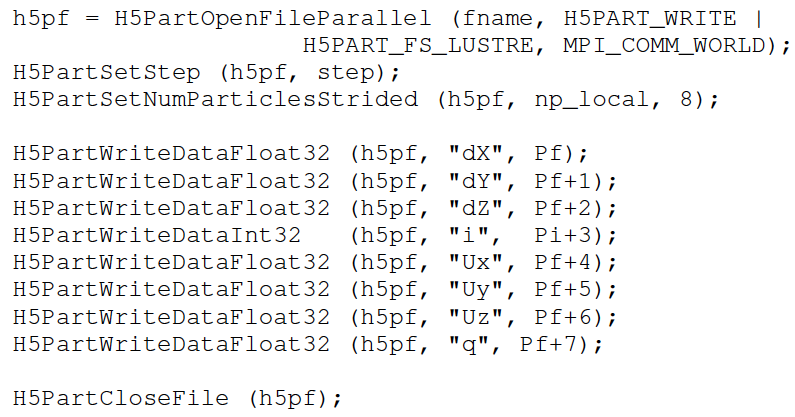 h5pf = H5PartOpenFileParallel (fname, H5PART_WRITE |
                    H5PART_FS_LUSTRE, MPI_COMM_WORLD);
H5PartSetStep (h5pf, step);
H5PartSetNumParticlesStrided (h5pf, np_local, 8);

H5PartWriteDataFloat32 (h5pf, "dX", Pf);
H5PartWriteDataFloat32 (h5pf, "dY", Pf+1);
H5PartWriteDataFloat32 (h5pf, "dZ", Pf+2);
H5PartWriteDataInt32   (h5pf, "i",  Pi+3);
H5PartWriteDataFloat32 (h5pf, "Ux", Pf+4);
H5PartWriteDataFloat32 (h5pf, "Uy", Pf+5);
H5PartWriteDataFloat32 (h5pf, "Uz", Pf+6);
H5PartWriteDataFloat32 (h5pf, "q", Pf+7);

H5PartCloseFile (h5pf);